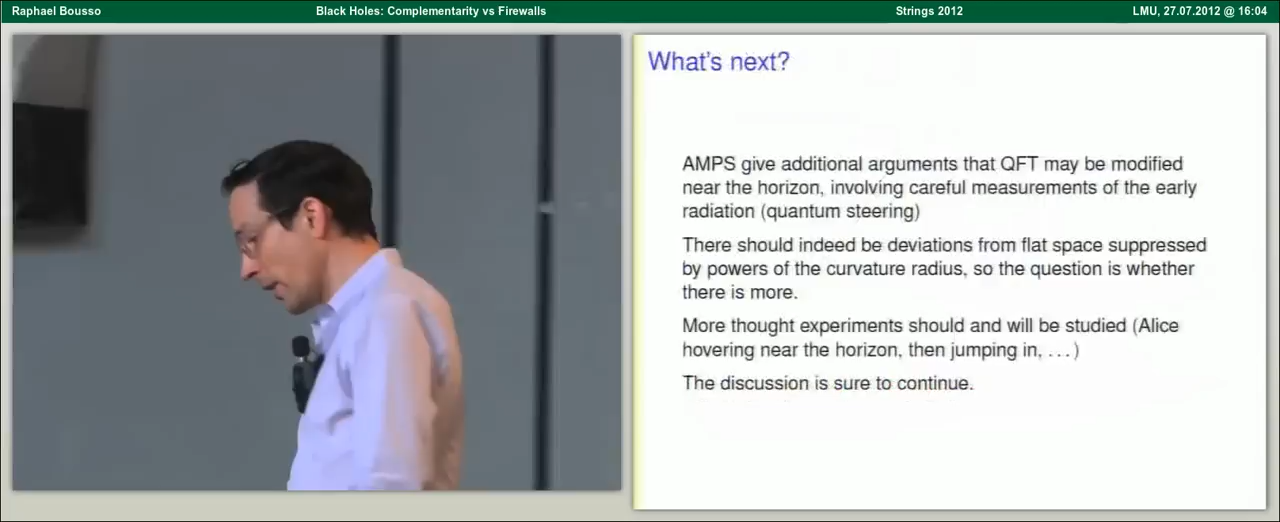 Raphael Bousso Black Holes: Complementarity vs Firewalls Strings 2012 LMU, 27.07.2012 @ 16:04
What's next?
AMPS give additional arguments that QFT may be modified
near the horizon, involving careful measurements of the early
radiation (quantum steering)
There should indeed be deviations from flat space suppressed
by powers of the curvature radius, so the question is whether
there is more.
More thought experiments should and will be studied (Alice
hovering near the horizon, then jumping in, . . . )
The discussion is sure to continue.